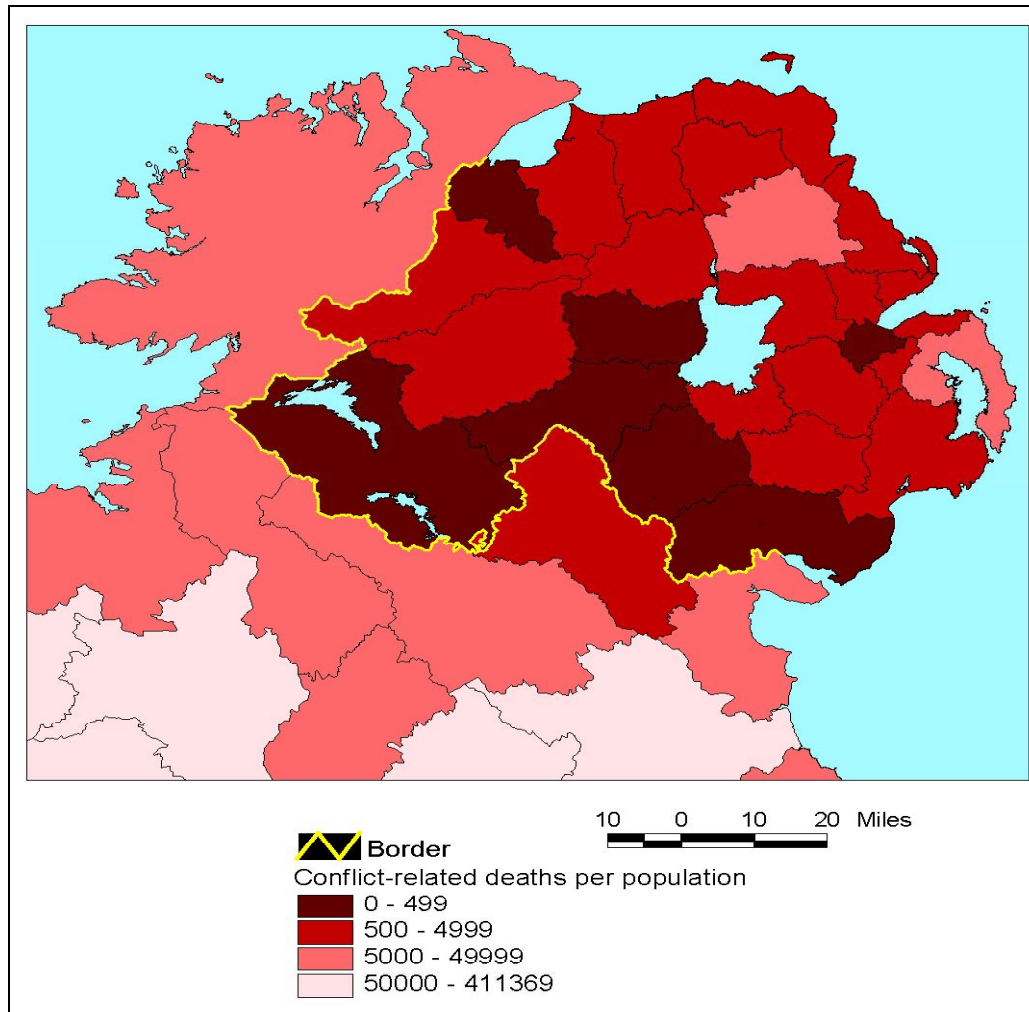 10 0 10 20 Miles
Border
Conflict-related deaths per population
0 - 499
500 - 4999
5000 - 49999
50000 - 411369